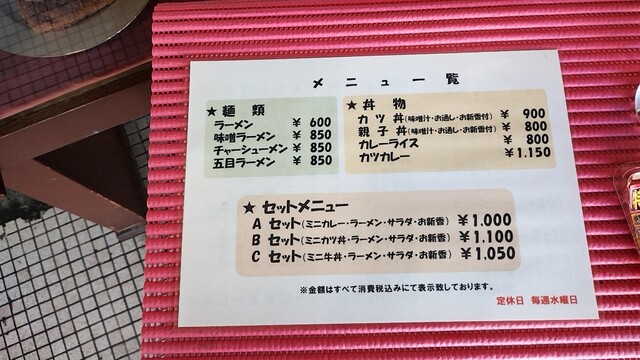 メニュー一覧
★麺 類
ラーメン ¥ 600
味噌ラーメン ¥ 850
チャーシューメン ¥ 850
五目ラーメン ¥ 850
★丼 物
カツ丼(味噌汁・お通し・お新香付) ¥ 900
親子丼(味噌汁・お通し・お新香付) ¥ 800
カレーライス ¥ 800
カツカレー ¥1.150
★ セットメニュー
A セット(ミニカレー・ラーメン・サラダ・お新香) ¥1.000
B セット(ミニカツ丼・ラーメン・サラダ・お新香) ¥1.100
C セット(ミニ牛丼・ラーメン・サラダ・お新香) ¥1.050
※金額はすべて消費税込みにて表示致しております。
定休日 毎週水曜日